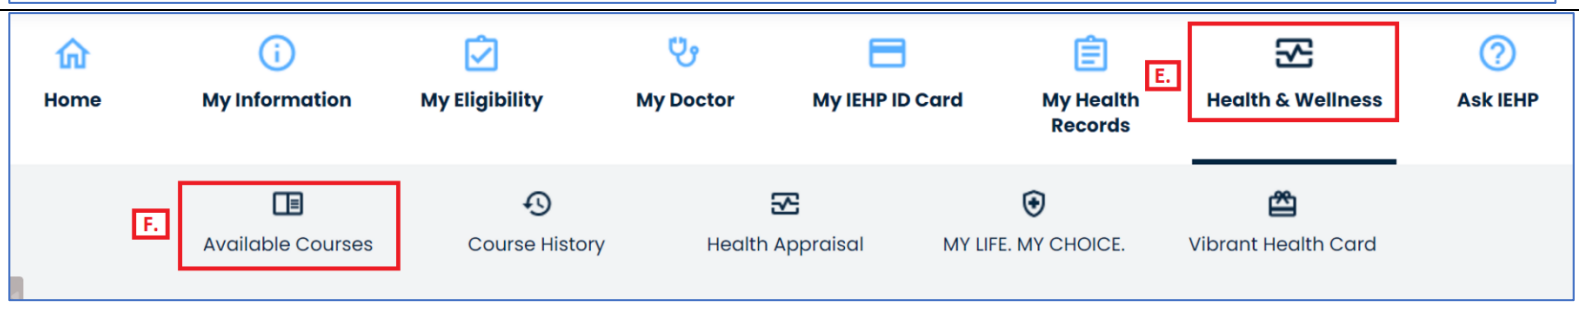 Home
My Information
My Eligibility
My Doctor
My IEHP ID Card
My Health
Records
E.
Health & Wellness
Ask IEHP
F.
Available Courses
Course History
Health Appraisal
MY LIFE. MY CHOICE.
Vibrant Health Card